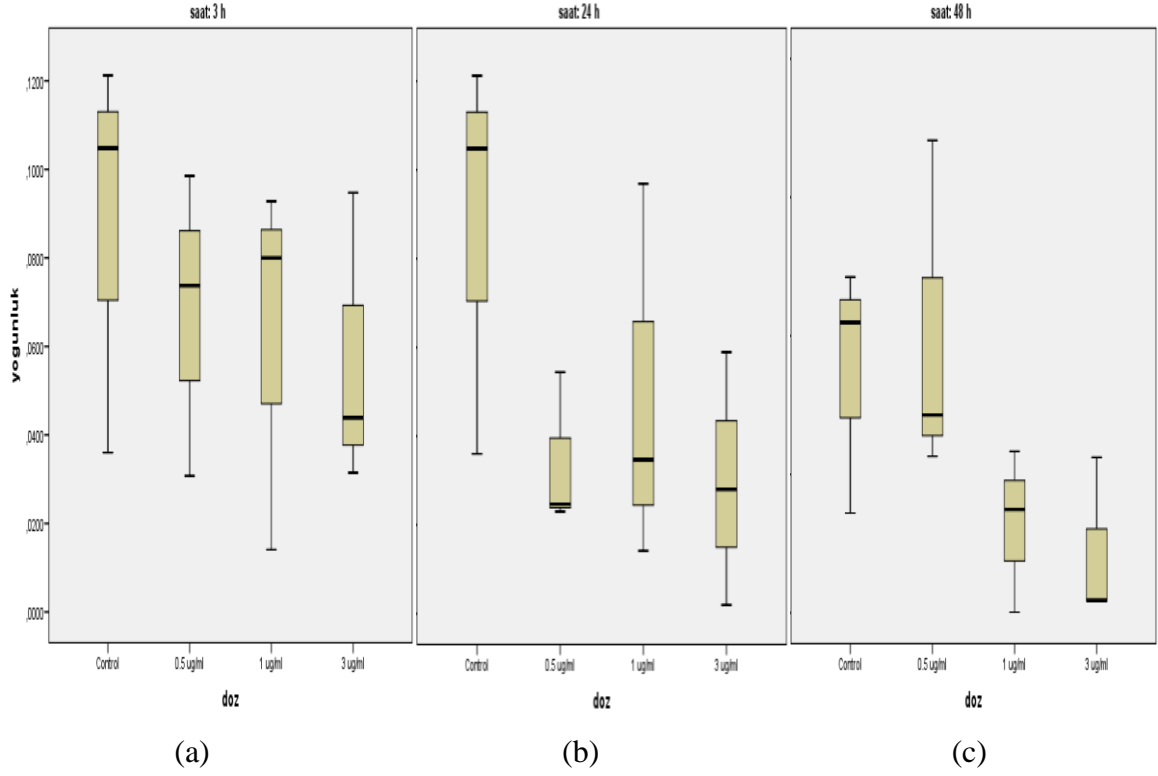 saat: 3 h
saat: 24 h
saat: 48 h
yogunluk
,1200
,1000
,0800
,0600
,0400
,0200
,0000
Control 0.5 ug/ml 1 ug/ml 3 ug/ml
Control 0.5 ug/ml 1 ug/ml 3 ug/ml
Control 0.5 ug/ml 1 ug/ml 3 ug/ml
doz
doz
doz
(a)
(b)
(c)